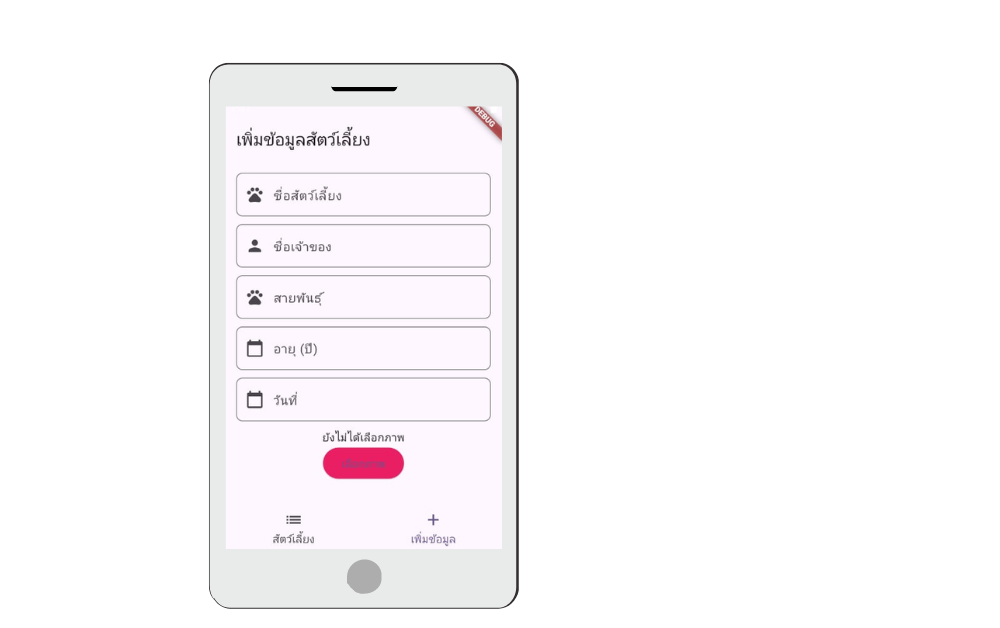 DEBUG
เพิ่มข้อมูลสัตว์เลี้ยง
ชื่อสัตว์เลี้ยง
ชื่อเจ้าของ
สายพันธุ์
อายุ (ปี)
วันที่
ยังไม่ได้เลือกภาพ
สัตว์เลี้ยง
เพิ่มข้อมูล